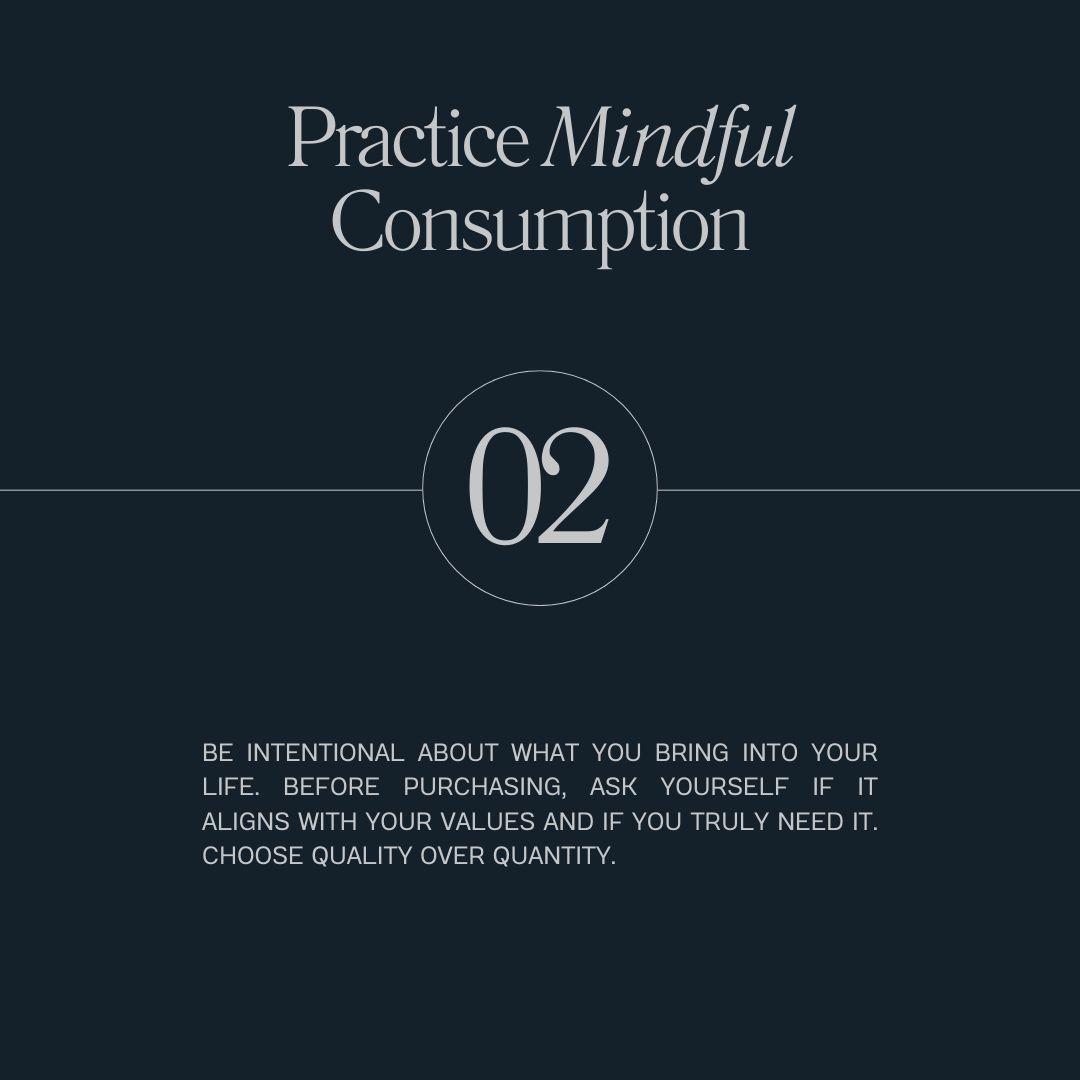 Practice Mindful
Consumption
02
BE INTENTIONAL ABOUT WHAT YOU BRING INTO YOUR
LIFE. BEFORE PURCHASING, ASK YOURSELF IF IT
ALIGNS WITH YOUR VALUES AND IF YOU TRULY NEED IT.
CHOOSE QUALITY OVER QUANTITY.